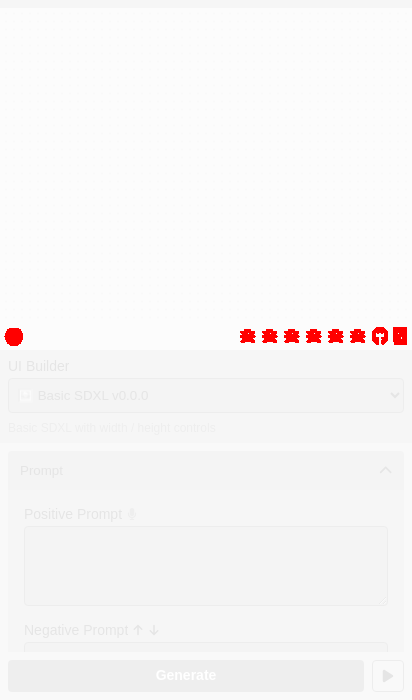 UI Builder
Basic SDXL v0.0.0
Basic SDXL with width / height controls
Prompt
Positive Prompt
Negative Prompt ↑ ↓
Generate